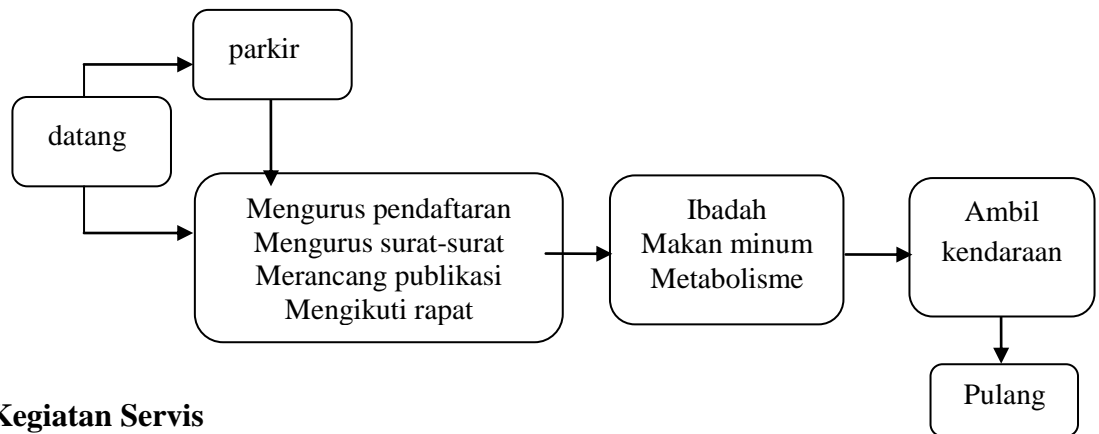 parkir
datang
Mengurus pendaftaran
Mengurus surat-surat
Merancang publikasi
Mengikuti rapat
Ibadah
Makan minum
Metabolisme
Ambil
kendaraan
Pulang
Kegiatan Servis